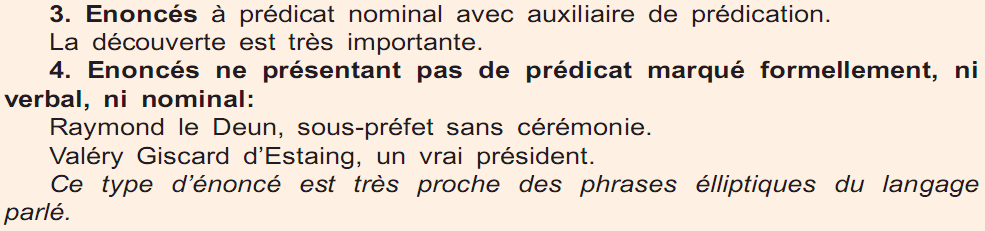 3. Enoncés à prédicat nominal avec auxiliaire de prédication.
La découverte est très importante.
4. Enoncés ne présentant pas de prédicat marqué formellement, ni
verbal, ni nominal:
Raymond le Deun, sous-préfet sans cérémonie.
Valéry Giscard d’Estaing, un vrai président.
Ce type d’énoncé est très proche des phrases élliptiques du langage
parlé.